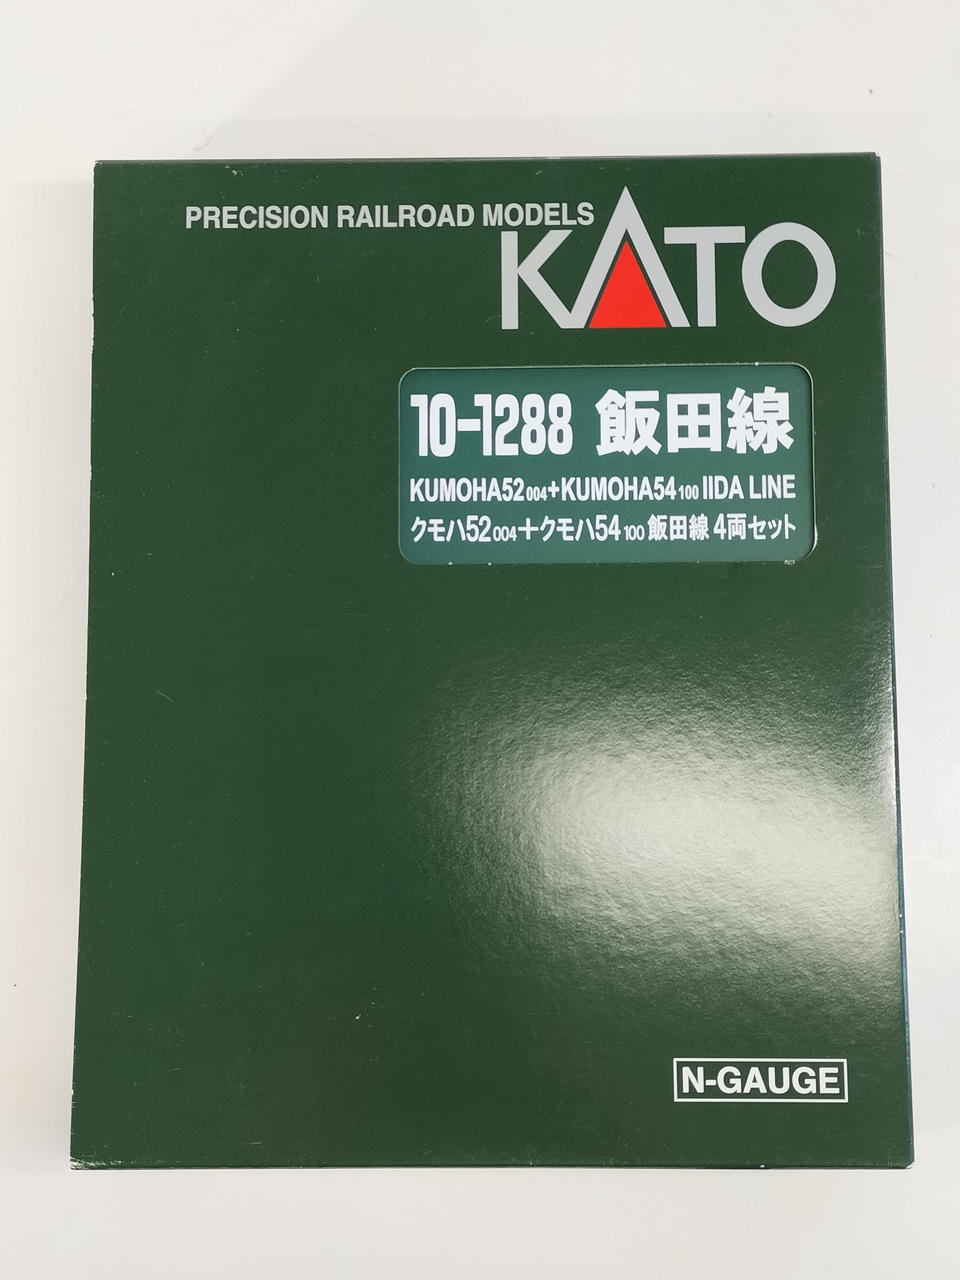 PRECISION RAILROAD MODELS
KATO
10-1288 飯田線
KUMOHA52 004+KUMOHA54 100 IIDA LINE
クモハ52 004+クモハ54 100 飯田線 4両セット
N-GAUGE